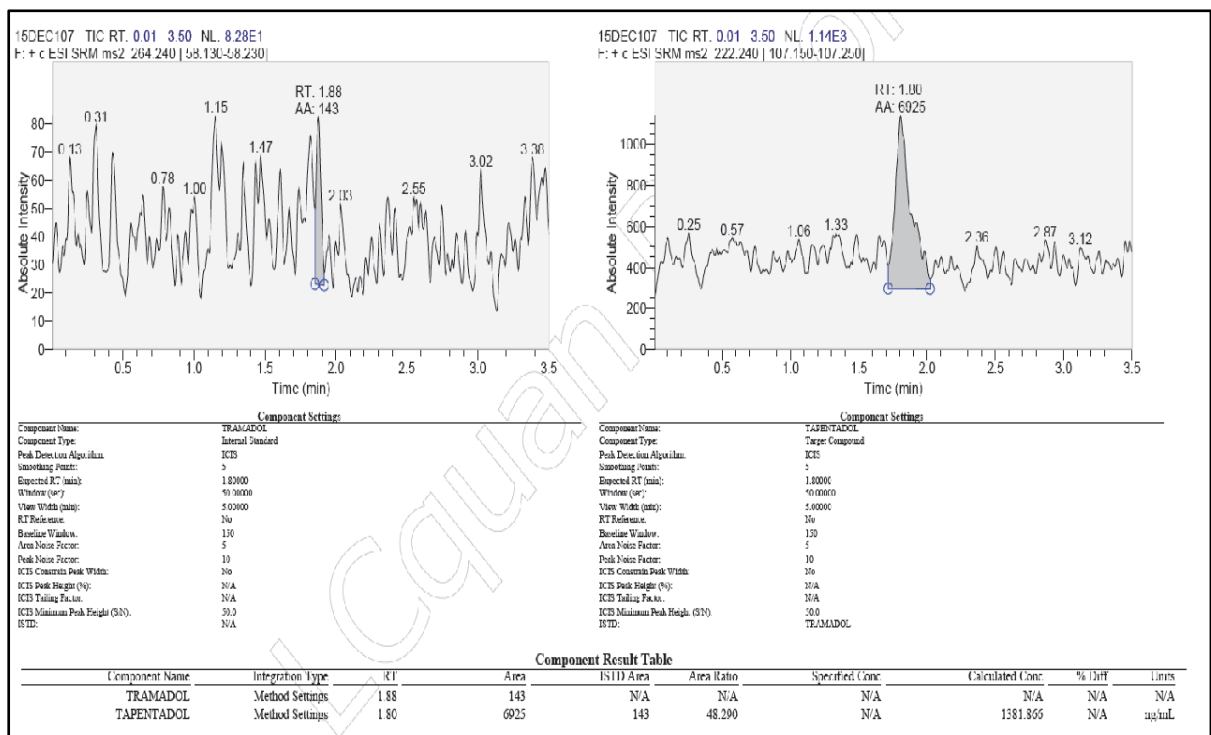 15DEC107 TIC RT. 0.01 3.50 NL. 8.28E1
F: + c ESI SRM ms2 264.240 [ 58.130-58.230]
RT. 1.88
AA: 143
1.15
0.31
0.13
1.47
0.78
1.00
2.03
2.55
3.02
3.38
Absolute Intensity
80
70
60
50
40
30
20
10
0
0.5 1.0 1.5 2.0 2.5 3.0 3.5
Time (min)
15DEC107 TIC RT. 0.01 3.50 NL. 1.14E3
F: + c ESI SRM ms2 222.240 [ 107.150-107.250]
RT: 1.80
AA: 6925
0.25
0.57
1.06
1.33
2.36
2.87
3.12
Absolute Intensity
1000
800
600
400
200
0
0.5 1.0 1.5 2.0 2.5 3.0 3.5
Time (min)
Component Settings
Component Name: TRAMADOL
Component Type: Internal Standard
Peak Detection Algorithm: ICIS
Smoothing Points: 5
Expected RT (min): 1.80000
Window (sec): 50.00000
View Width (min): 5.00000
RT Reference: No
Baseline Window: 150
Area Noise Factor: 5
Peak Noise Factor: 10
ICIS Constrain Peak Width: No
ICIS Peak Height (%): N/A
ICIS Tailing Factor: N/A
ICIS Minimum Peak Height (S/N): 50.0
ISTD: N/A
Component Settings
Component Name: TAPENTADOL
Component Type: Target Compound
Peak Detection Algorithm: ICIS
Smoothing Points: 5
Expected RT (min): 1.80000
Window (sec): 50.00000
View Width (min): 5.00000
RT Reference: No
Baseline Window: 150
Area Noise Factor: 5
Peak Noise Factor: 10
ICIS Constrain Peak Width: No
ICIS Peak Height (%): N/A
ICIS Tailing Factor: N/A
ICIS Minimum Peak Height (S/N): 50.0
ISTD: TRAMADOL
Component Result Table
Component Name Integration Type RT Area ISTD Area Area Ratio Specified Conc Calculated Conc % Diff Units
TRAMADOL Method Settings 1.88 143 N/A N/A N/A N/A N/A N/A
TAPENTADOL Method Settings 1.80 6925 143 48.290 N/A 1381.866 N/A ng/mL
LCquan